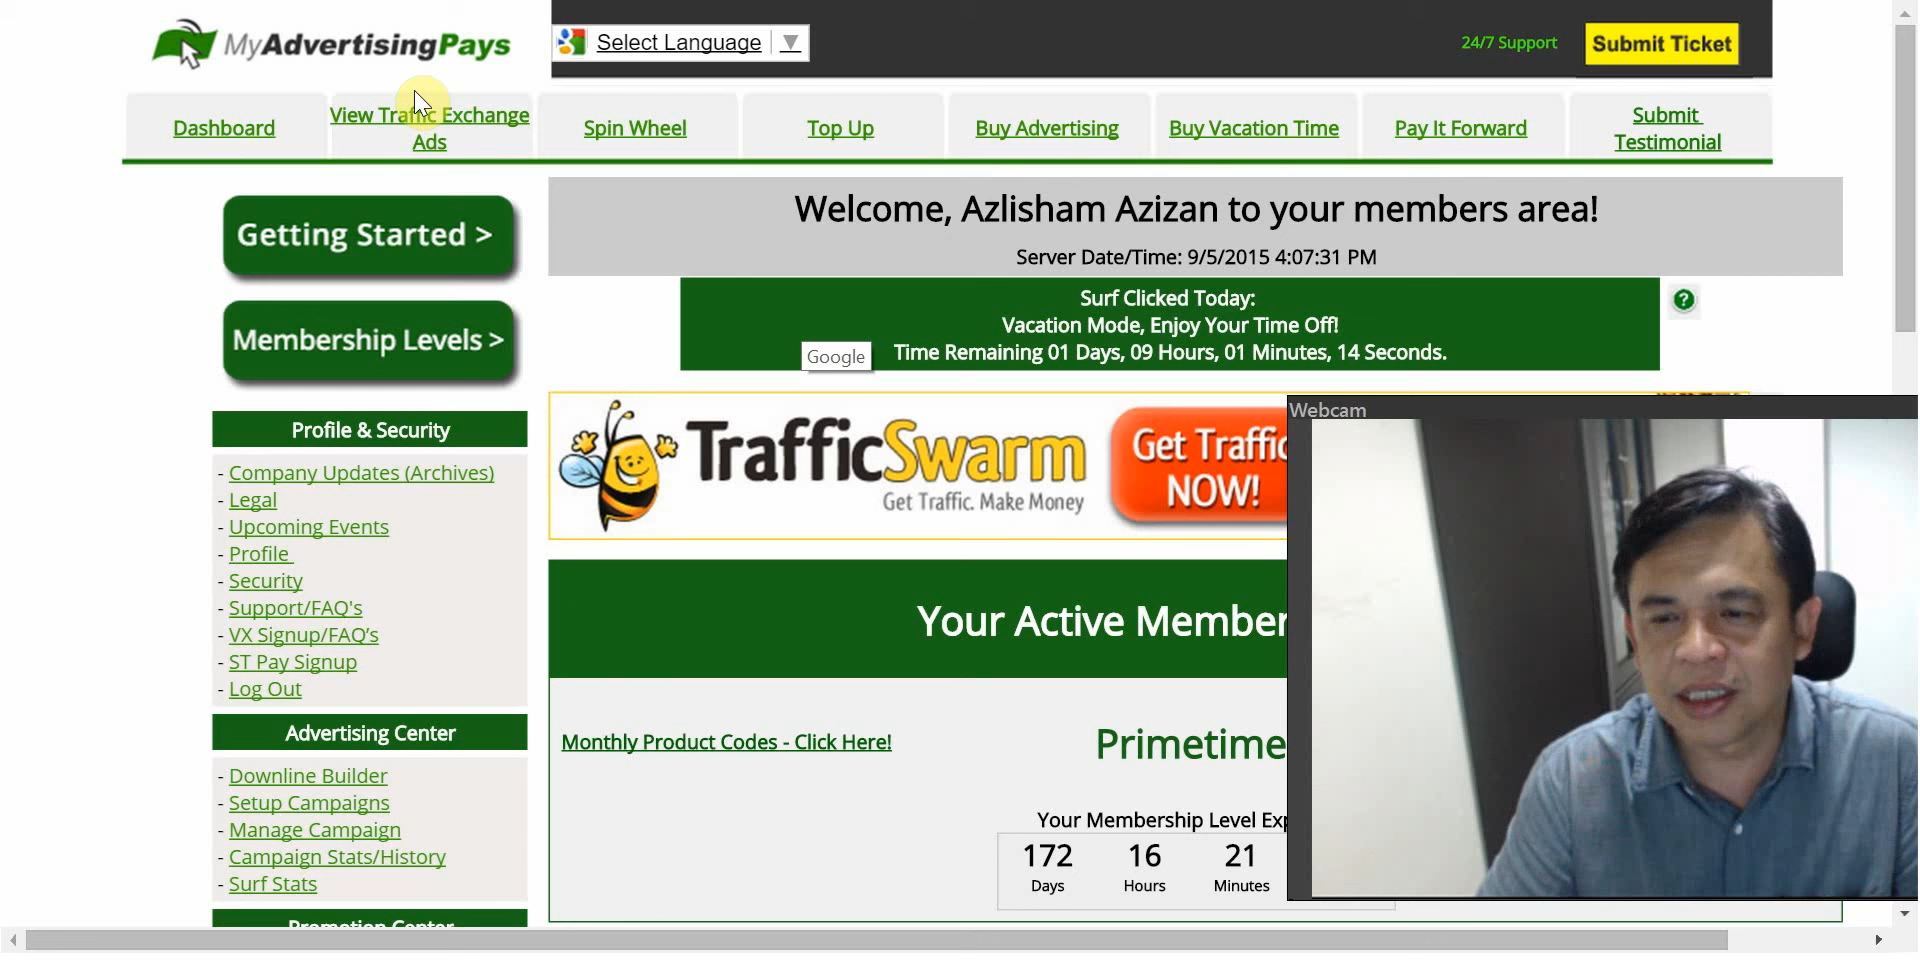 MyAdvertisingPays
Select Language ▼
24/7 Support
Submit Ticket
Dashboard
View Traffic Exchange
Ads
Spin Wheel
Top Up
Buy Advertising
Buy Vacation Time
Pay It Forward
Submit
Testimonial
Getting Started >
Membership Levels >
Welcome, Azlisham Azizan to your members area!
Server Date/Time: 9/5/2015 4:07:31 PM
Surf Clicked Today:
Vacation Mode, Enjoy Your Time Off!
Time Remaining 01 Days, 09 Hours, 01 Minutes, 14 Seconds.
?
Google
TrafficSwarm
Get Traffic. Make Money
Get Traffic
NOW!
Webcam
Profile & Security
- Company Updates (Archives)
- Legal
- Upcoming Events
- Profile
- Security
- Support/FAQ's
- VX Signup/FAQ's
- ST Pay Signup
- Log Out
Advertising Center
- Downline Builder
- Setup Campaigns
- Manage Campaign
- Campaign Stats/History
- Surf Stats
Promotion Center
Your Active Member
Monthly Product Codes - Click Here!
Primetime
Your Membership Level Exp
172 16 21
Days Hours Minutes